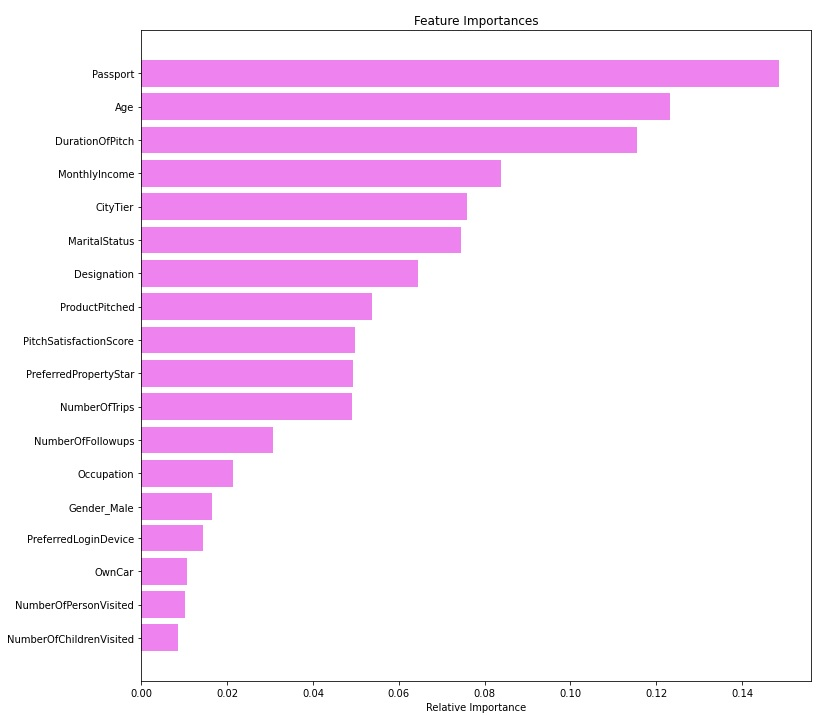 Feature Importances
Passport
Age
DurationOfPitch
MonthlyIncome
CityTier
MaritalStatus
Designation
ProductPitched
PitchSatisfactionScore
PreferredPropertyStar
NumberOfTrips
NumberOfFollowups
Occupation
Gender_Male
PreferredLoginDevice
OwnCar
NumberOfPersonVisited
NumberOfChildrenVisited
0.00 0.02 0.04 0.06 0.08 0.10 0.12 0.14
Relative Importance